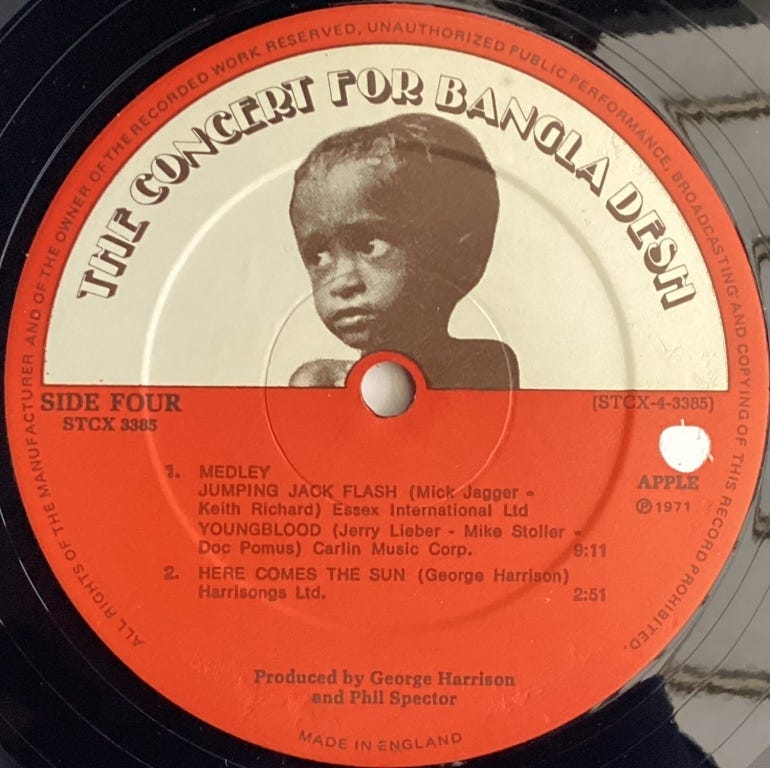 ALL RIGHTS OF THE MANUFACTURER AND OF THE OWNER OF THE RECORDED WORK RESERVED, UNAUTHORIZED PUBLIC PERFORMANCE, BROADCASTING AND COPYING OF THIS RECORD PROHIBITED.
THE CONCERT FOR BANGLA DESH
SIDE FOUR
STCX 3385
(STCX-4-3385)
APPLE
℗ 1971
1. MEDLEY
JUMPING JACK FLASH (Mick Jagger -
Keith Richard) Essex International Ltd
YOUNGBLOOD (Jerry Lieber - Mike Stoller -
Doc Pomus) Carlin Music Corp. 9:11
2. HERE COMES THE SUN (George Harrison)
Harrisongs Ltd. 2:51
Produced by George Harrison
and Phil Spector
MADE IN ENGLAND